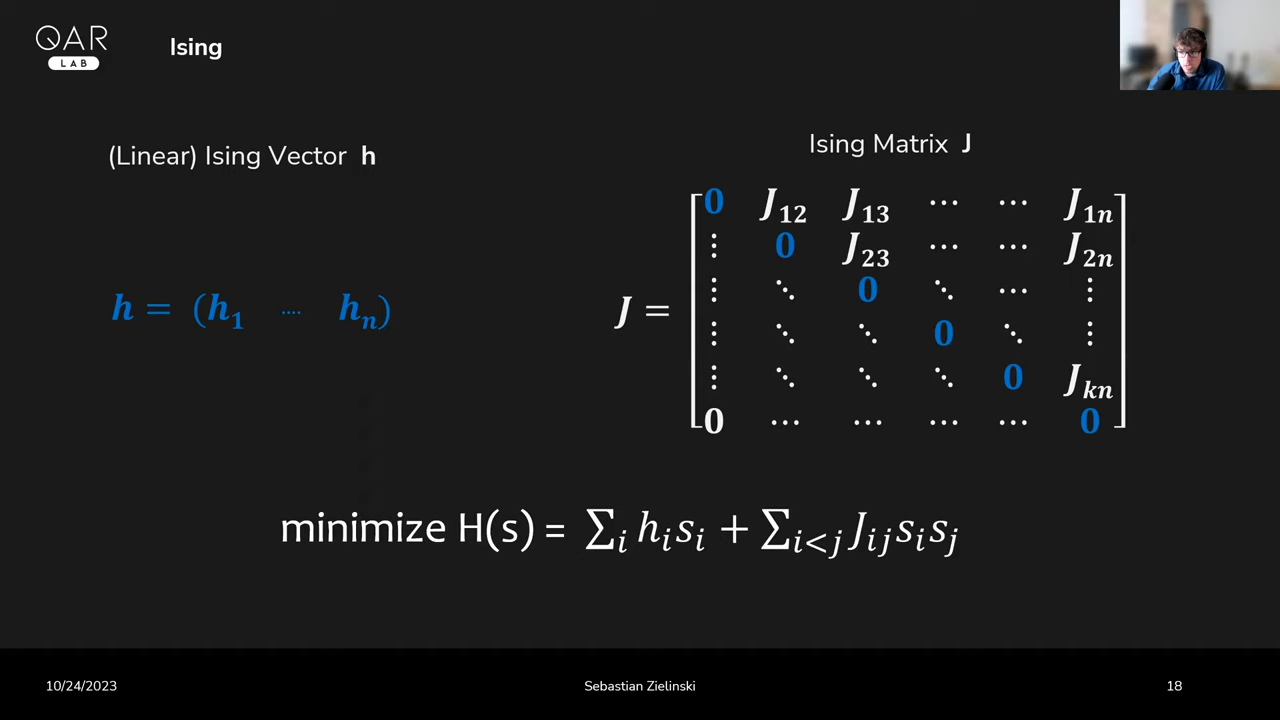 QAR
LAB
Ising
(Linear) Ising Vector h
Ising Matrix J
h = (h₁ ···· hₙ)
J =
0 J₁₂ J₁₃ ⋯ ⋯ J₁ₙ
⋮ 0 J₂₃ ⋯ ⋯ J₂ₙ
⋮ ⋱ 0 ⋱ ⋯ ⋮
⋮ ⋱ ⋱ 0 ⋱ ⋮
⋮ ⋱ ⋱ ⋱ 0 Jₖₙ
0 ⋯ ⋯ ⋯ ⋯ 0
minimize H(s) = ∑ᵢ hᵢsᵢ + ∑ᵢ<ⱼ Jᵢⱼsᵢsⱼ
10/24/2023
Sebastian Zielinski
18